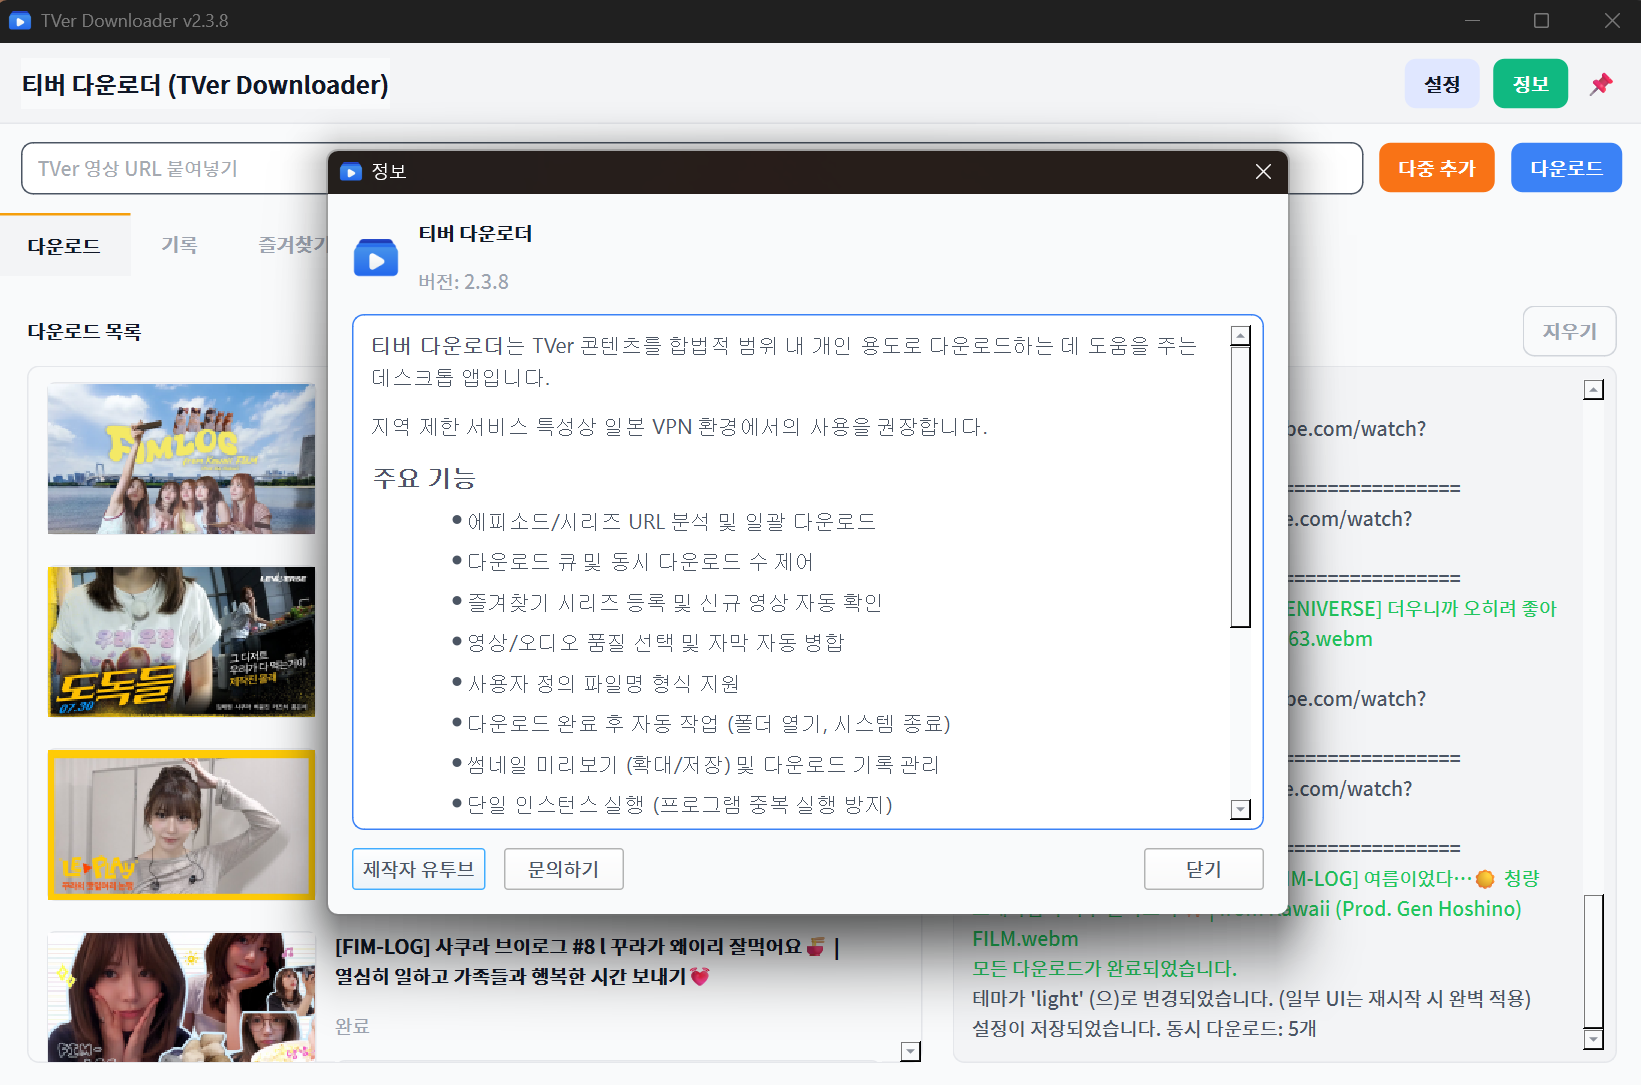 TVer Downloader v2.3.8
티버 다운로더 (TVer Downloader)
설정
정보
TVer 영상 URL 붙여넣기
다중 추가
다운로드
다운로드
기록
즐겨찾기
다운로드 목록
지우기
정보
티버 다운로더
버전: 2.3.8
티버 다운로더는 TVer 콘텐츠를 합법적 범위 내 개인 용도로 다운로드하는 데 도움을 주는
데스크톱 앱입니다.
지역 제한 서비스 특성상 일본 VPN 환경에서의 사용을 권장합니다.
주요 기능
• 에피소드/시리즈 URL 분석 및 일괄 다운로드
• 다운로드 큐 및 동시 다운로드 수 제어
• 즐겨찾기 시리즈 등록 및 신규 영상 자동 확인
• 영상/오디오 품질 선택 및 자막 자동 병합
• 사용자 정의 파일명 형식 지원
• 다운로드 완료 후 자동 작업 (폴더 열기, 시스템 종료)
• 썸네일 미리보기 (확대/저장) 및 다운로드 기록 관리
• 단일 인스턴스 실행 (프로그램 중복 실행 방지)
제작자 유튜브
문의하기
닫기
FIMLOG
도독들
07.30
그 디저트
우리가 다 먹는거예
LE▶PLAY
FIM-
[FIM-LOG] 사쿠라 브이로그 #8 l 꾸라가 왜이리 잘먹어요🍜 |
열심히 일하고 가족들과 행복한 시간 보내기💓
완료
be.com/watch?
================
e.com/watch?
================
ENIVERSE] 더우니까 오히려 좋아
63.webm
be.com/watch?
================
e.com/watch?
================
IM-LOG] 여름이었다…🌼 청량
awaii (Prod. Gen Hoshino)
FILM.webm
모든 다운로드가 완료되었습니다.
테마가 'light' (으)로 변경되었습니다. (일부 UI는 재시작 시 완벽 적용)
설정이 저장되었습니다. 동시 다운로드: 5개